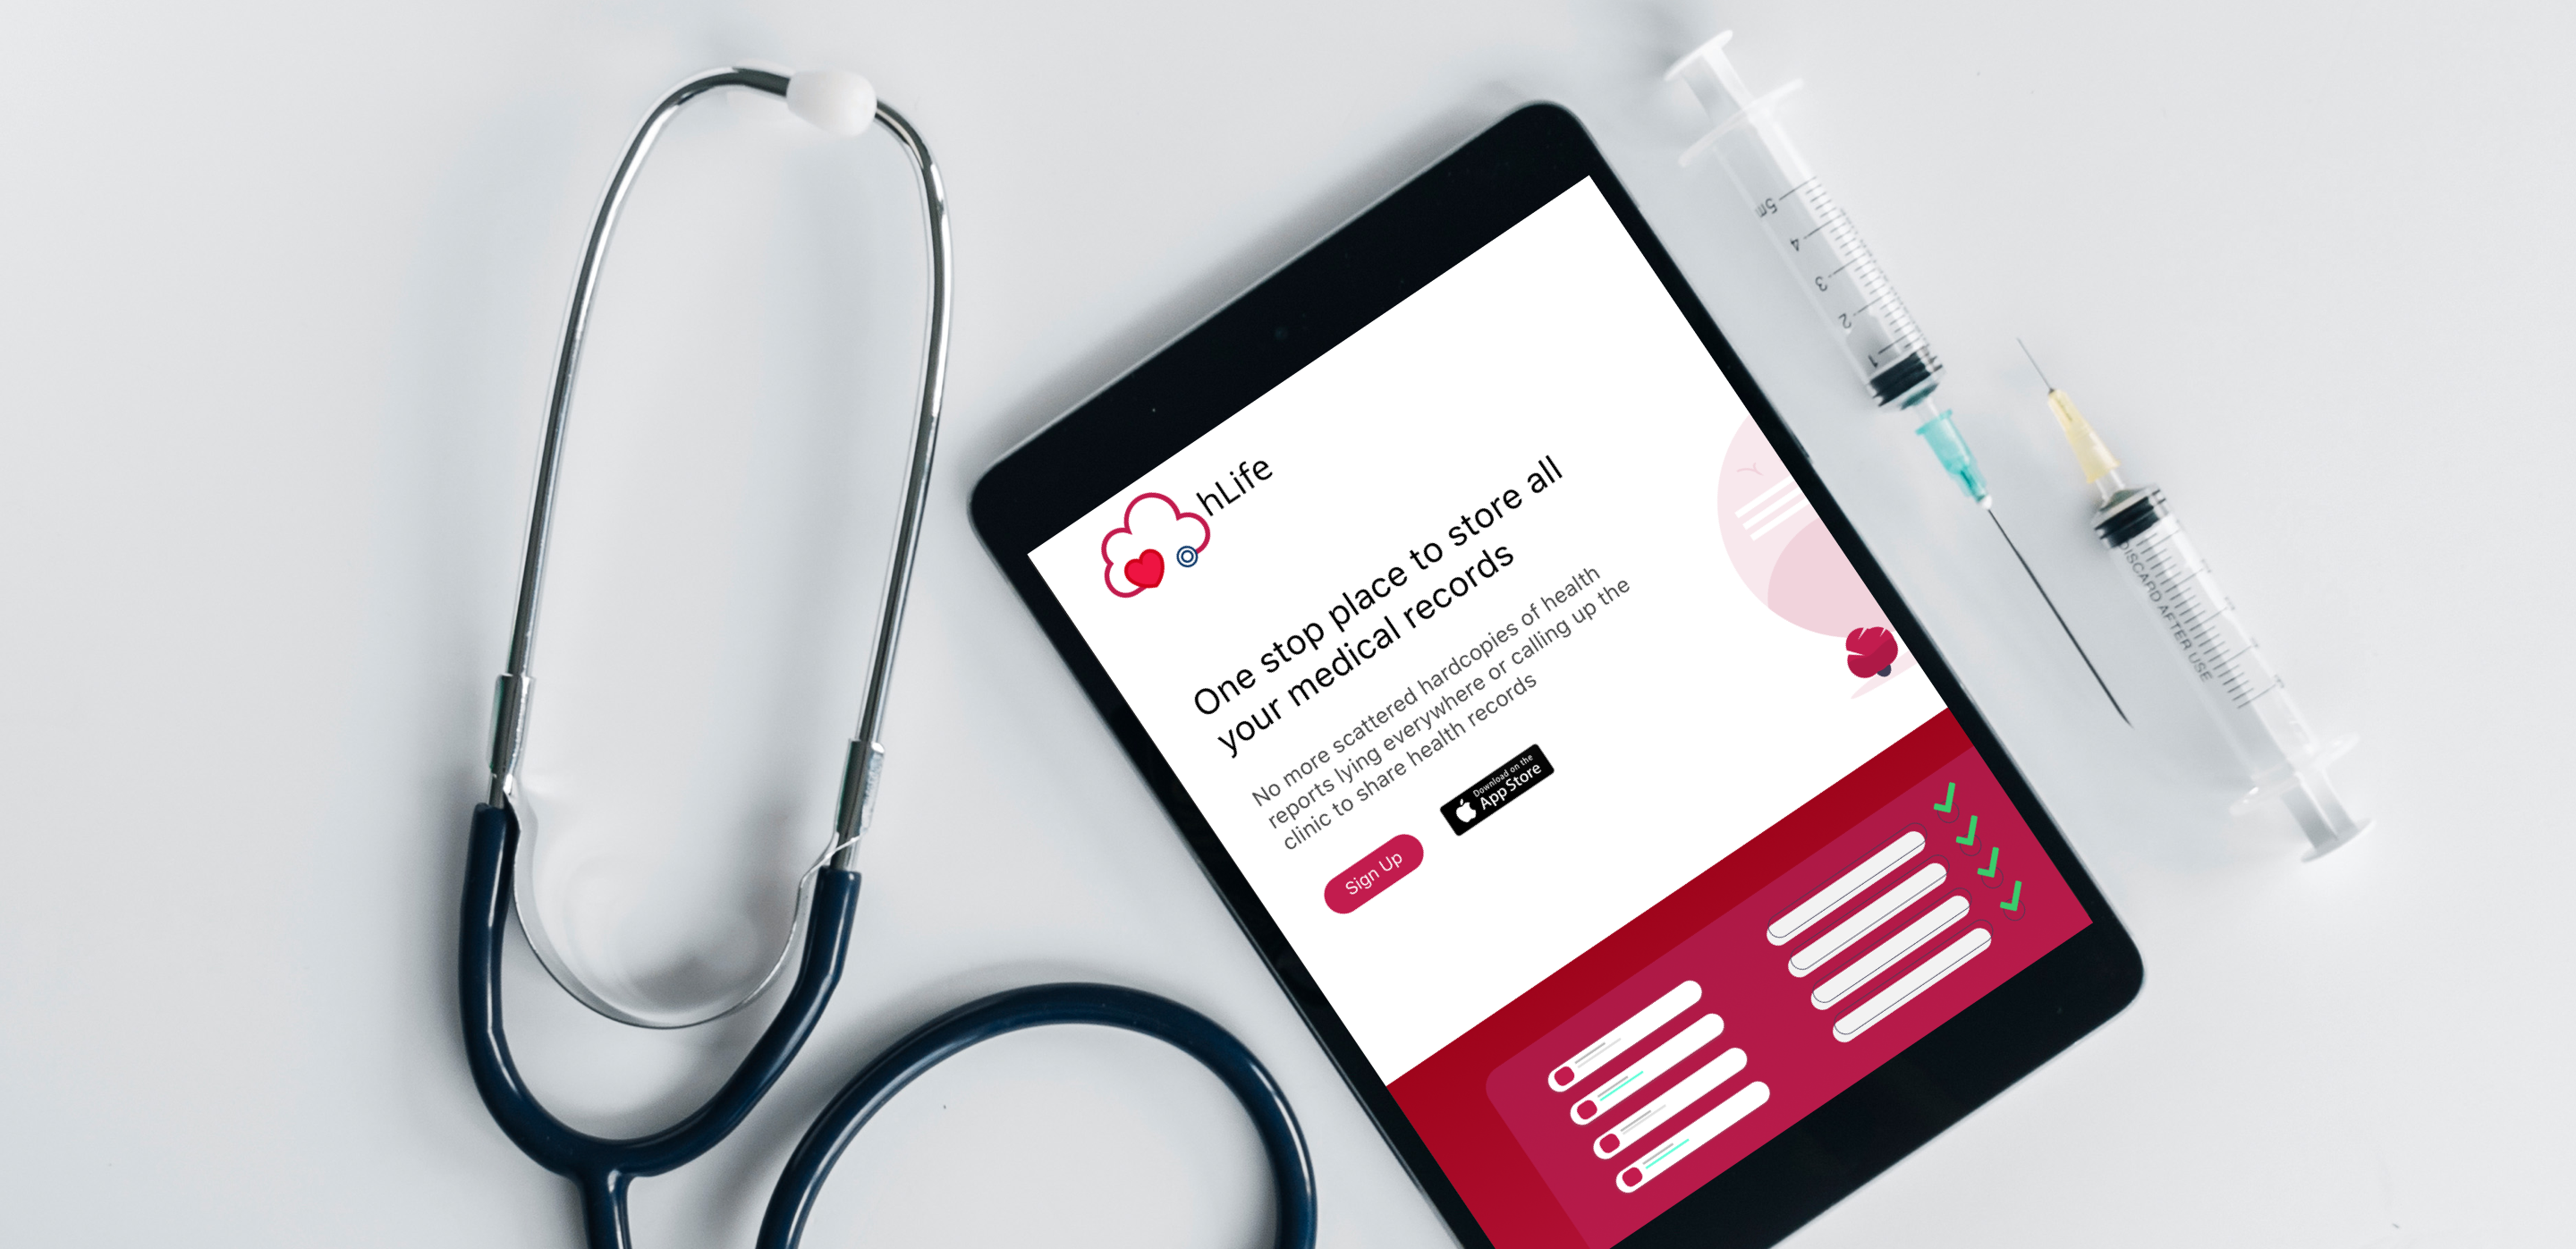 hLife
One stop place to store all
your medical records
No more scattered hardcopies of health
reports lying everywhere or calling up the
clinic to share health records
Sign Up
Download on the
App Store
5m
4
3
2
1
DISCARD AFTER USE